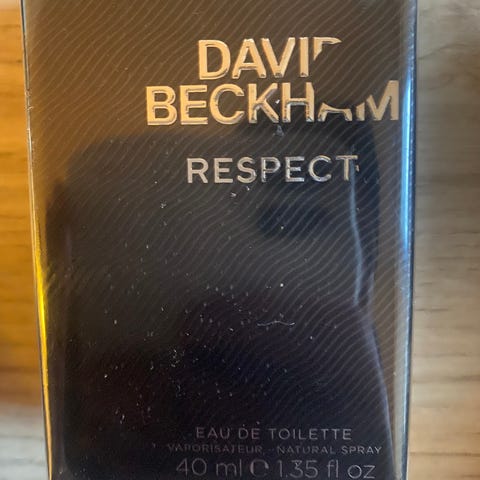 DAVID
BECKHAM
RESPECT
EAU DE TOILETTE
VAPORISATEUR - NATURAL SPRAY
40 ml ℮ 1.35 fl oz